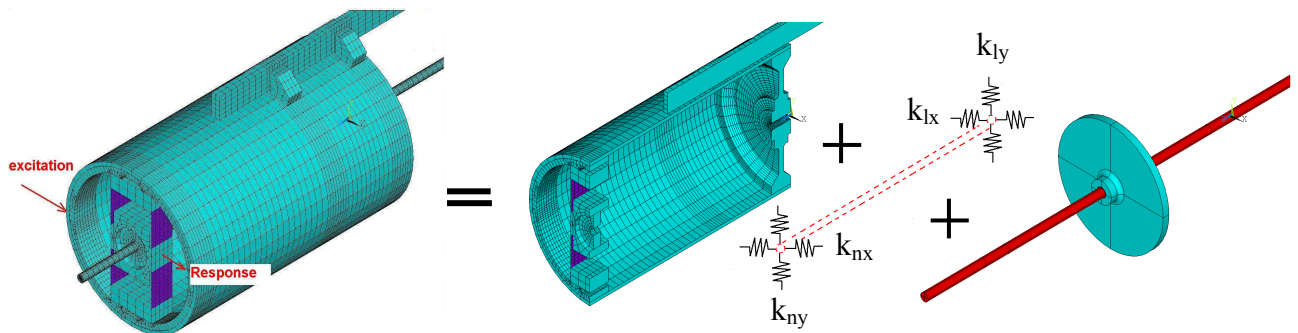 excitation
Response
=
+
k_ly
k_lx
k_nx
k_ny
+
x
x
x